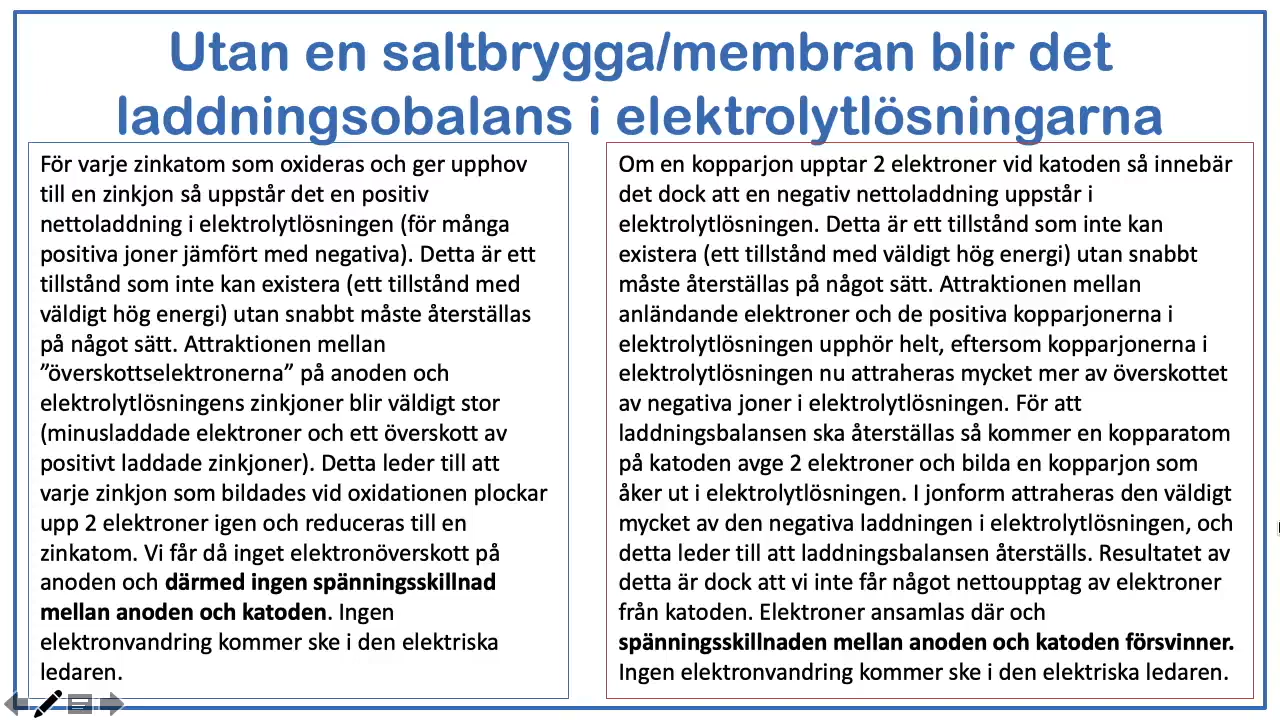 Utan en saltbrygga/membran blir det
laddningsobalans i elektrolytlösningarna
För varje zinkatom som oxideras och ger upphov
till en zinkjon så uppstår det en positiv
nettoladdning i elektrolytlösningen (för många
positiva joner jämfört med negativa). Detta är ett
tillstånd som inte kan existera (ett tillstånd med
väldigt hög energi) utan snabbt måste återställas
på något sätt. Attraktionen mellan
”överskottselektronerna” på anoden och
elektrolytlösningens zinkjoner blir väldigt stor
(minusladdade elektroner och ett överskott av
positivt laddade zinkjoner). Detta leder till att
varje zinkjon som bildades vid oxidationen plockar
upp 2 elektroner igen och reduceras till en
zinkatom. Vi får då inget elektronöverskott på
anoden och därmed ingen spänningsskillnad
mellan anoden och katoden. Ingen
elektronvandring kommer ske i den elektriska
ledaren.
Om en kopparjon upptar 2 elektroner vid katoden så innebär
det dock att en negativ nettoladdning uppstår i
elektrolytlösningen. Detta är ett tillstånd som inte kan
existera (ett tillstånd med väldigt hög energi) utan snabbt
måste återställas på något sätt. Attraktionen mellan
anländande elektroner och de positiva kopparjonerna i
elektrolytlösningen upphör helt, eftersom kopparjonerna i
elektrolytlösningen nu attraheras mycket mer av överskottet
av negativa joner i elektrolytlösningen. För att
laddningsbalansen ska återställas så kommer en kopparatom
på katoden avge 2 elektroner och bilda en kopparjon som
åker ut i elektrolytlösningen. I jonform attraheras den väldigt
mycket av den negativa laddningen i elektrolytlösningen, och
detta leder till att laddningsbalansen återställs. Resultatet av
detta är dock att vi inte får något nettoupptag av elektroner
från katoden. Elektroner ansamlas där och
spänningsskillnaden mellan anoden och katoden försvinner.
Ingen elektronvandring kommer ske i den elektriska ledaren.